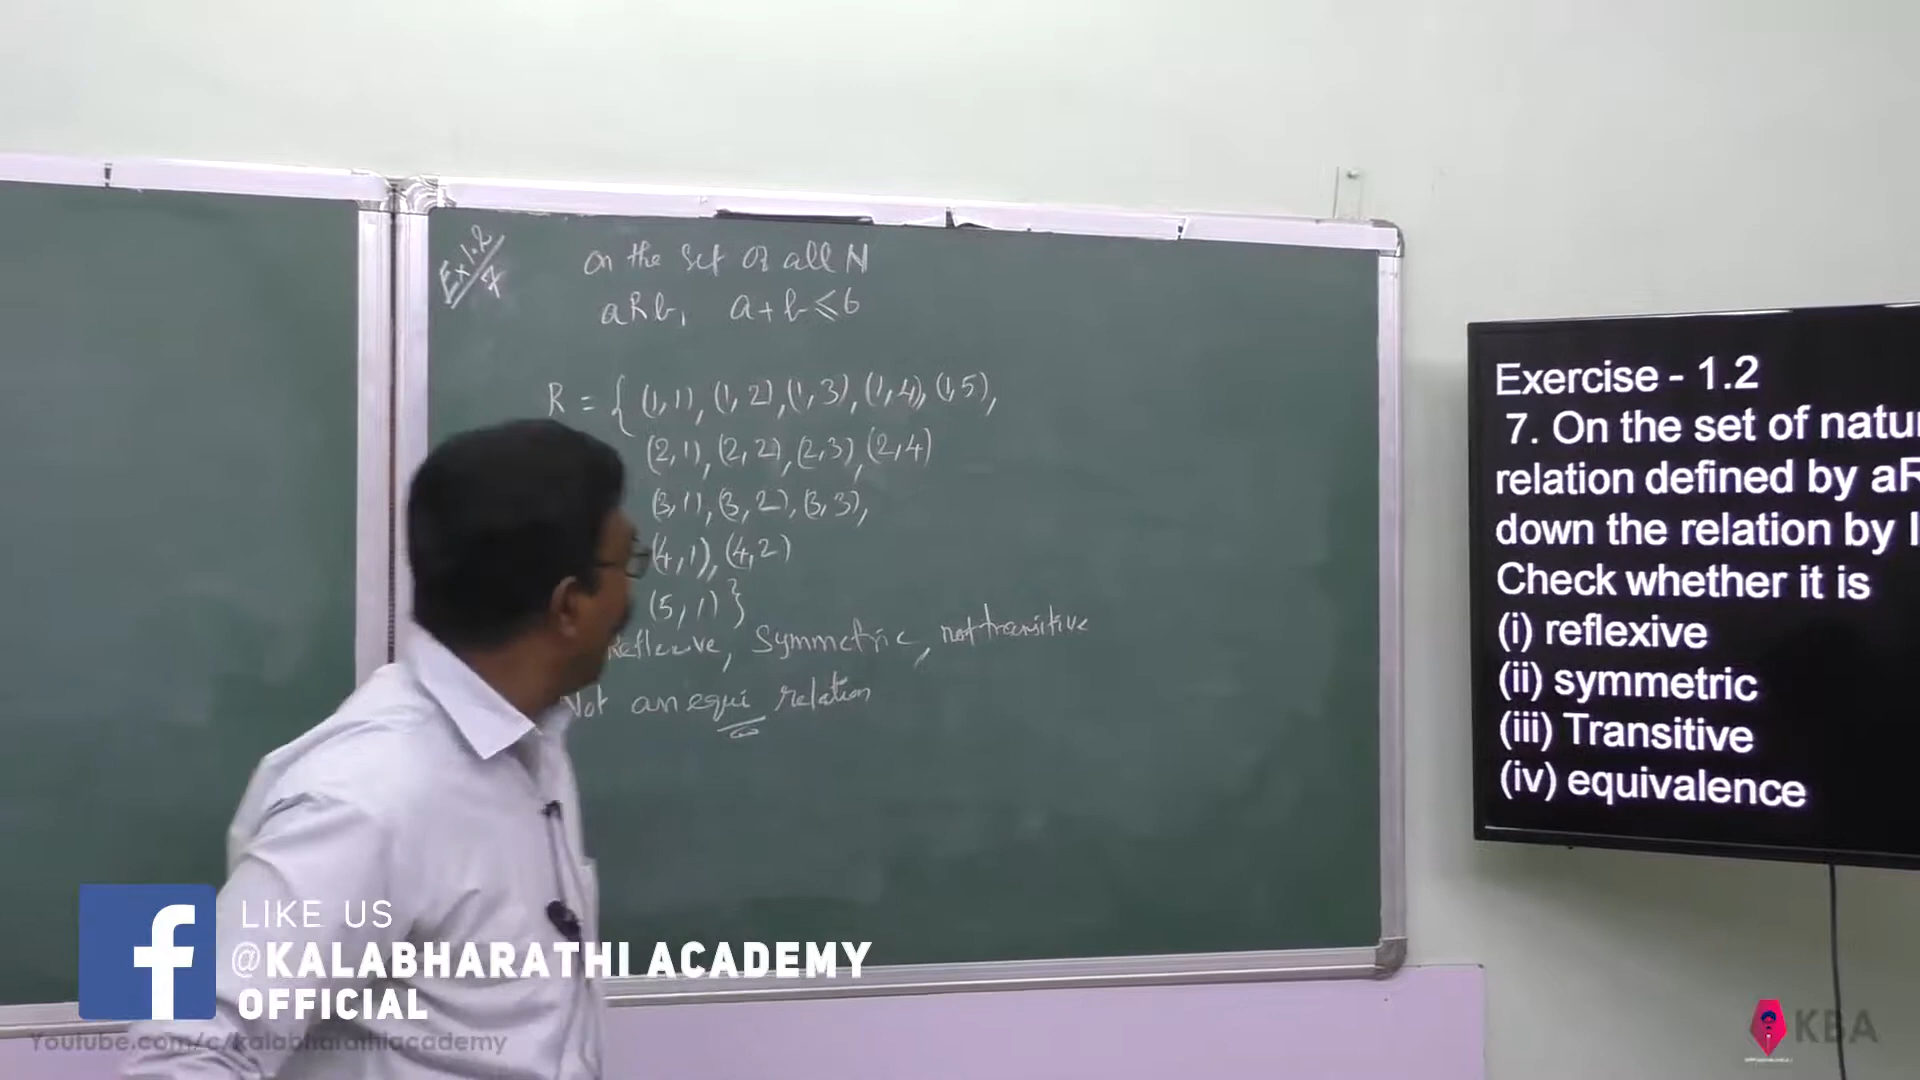 Ex 1.2/7
on the set of all N
aRb, a+b⩽6
R = { (1,1), (1,2), (1,3), (1,4), (1,5),
(2,1), (2,2), (2,3), (2,4)
(3,1), (3,2), (3,3),
(4,1), (4,2)
(5,1) }
Reflexive, Symmetric, not transitive
Not an equi relation
Exercise - 1.2
7. On the set of natu
relation defined by aR
down the relation by l
Check whether it is
(i) reflexive
(ii) symmetric
(iii) Transitive
(iv) equivalence
f LIKE US
@KALABHARATHI ACADEMY
OFFICIAL
Youtube.com/c/kalabharathiacademy
KBA